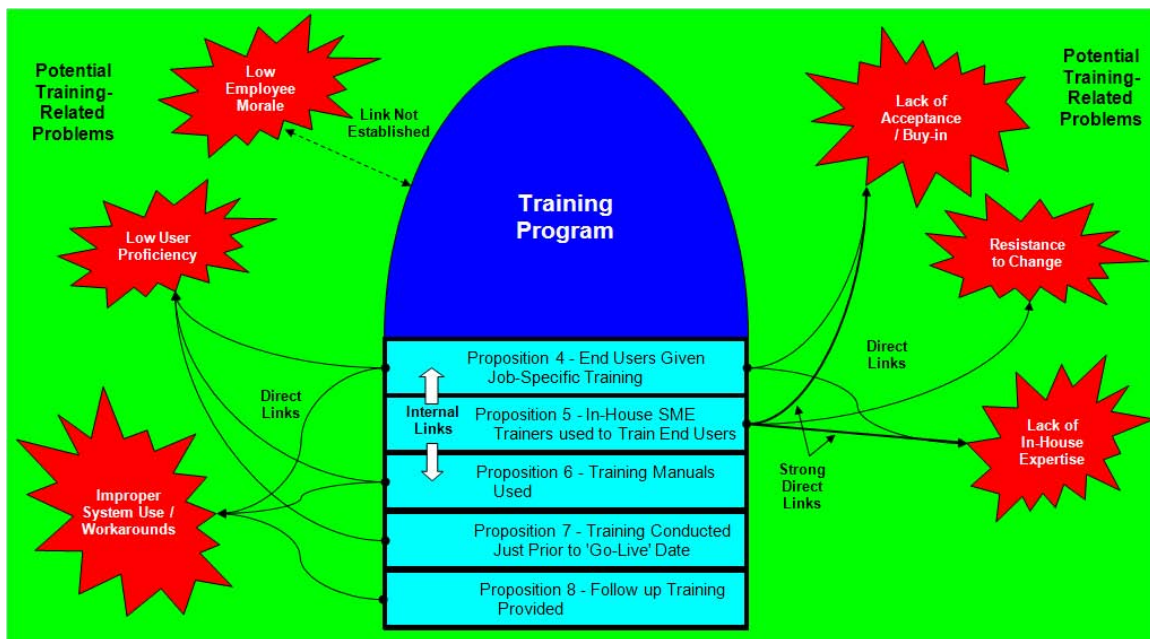 Potential
Training-
Related
Problems
Low
Employee
Morale
Link Not
Established
Training
Program
Lack of
Acceptance
/ Buy-in
Potential
Training-
Related
Problems
Low User
Proficiency
Resistance
to Change
Direct
Links
Improper
System Use /
Workarounds
Internal
Links
Proposition 4 - End Users Given
Job-Specific Training
Proposition 5 - In-House SME
Trainers used to Train End Users
Proposition 6 - Training Manuals
Used
Proposition 7 - Training Conducted
Just Prior to 'Go-Live' Date
Proposition 8 - Follow up Training
Provided
Direct
Links
Strong
Direct
Links
Lack of
In-House
Expertise